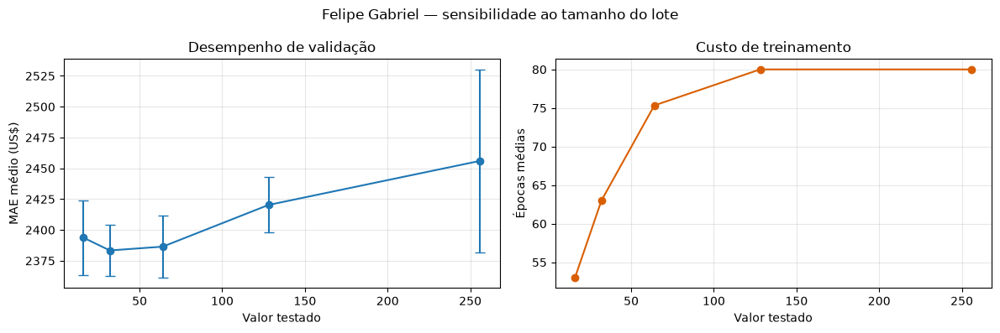 Felipe Gabriel — sensibilidade ao tamanho do lote
Desempenho de validação
MAE médio (US$)
2525
2500
2475
2450
2425
2400
2375
50 100 150 200 250
Valor testado
Custo de treinamento
Épocas médias
80
75
70
65
60
55
50 100 150 200 250
Valor testado